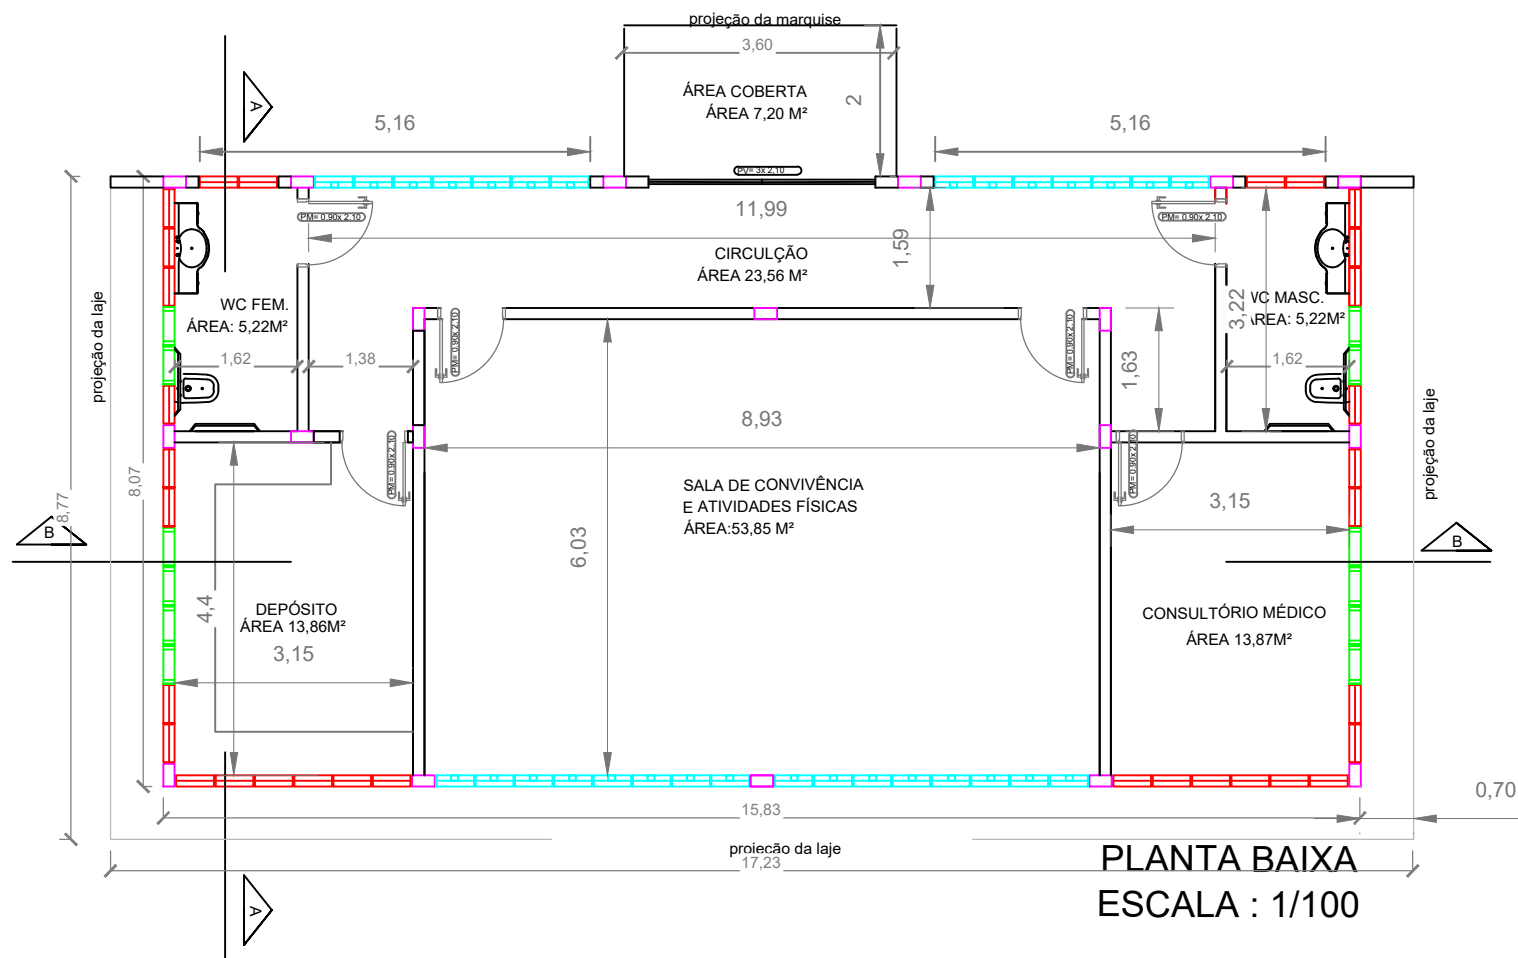 projeção da marquise
3,60
ÁREA COBERTA
ÁREA 7,20 M²
2
A
5,16
5,16
PV= 3x 2,10
PM= 0.90x 2.10
11,99
PM= 0.90x 2.10
CIRCULÇÃO
ÁREA 23,56 M²
1,59
WC FEM.
ÁREA: 5,22M²
3,22
WC MASC.
ÁREA: 5,22M²
projeção da laje
PM= 0.90x 2.10
PM= 0.90x 2.10
1,62
1,38
1,63
1,62
8,93
projeção da laje
PM= 0.90x 2.10
PM= 0.90x 2.10
8,07
8,77
SALA DE CONVIVÊNCIA
E ATIVIDADES FÍSICAS
ÁREA:53,85 M²
3,15
B
6,03
B
4,4
DEPÓSITO
ÁREA 13,86M²
CONSULTÓRIO MÉDICO
ÁREA 13,87M²
3,15
0,70
15,83
projeção da laje
17,23
PLANTA BAIXA
ESCALA : 1/100
A